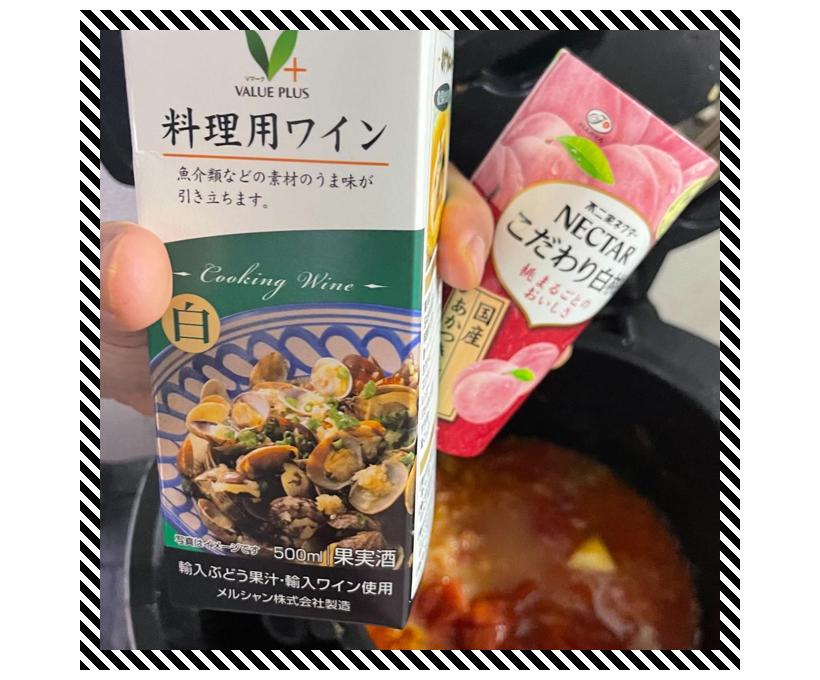 Vマーク
VALUE PLUS
料理用ワイン
魚介類などの素材のうま味が
引き立ちます。
Cooking Wine
白
写真はイメージです
500ml 果実酒
輸入ぶどう果汁・輸入ワイン使用
メルシャン株式会社製造
不二家ネクター
NECTAR
こだわり白桃
桃まるごとの
おいしさ
国産
あかつき